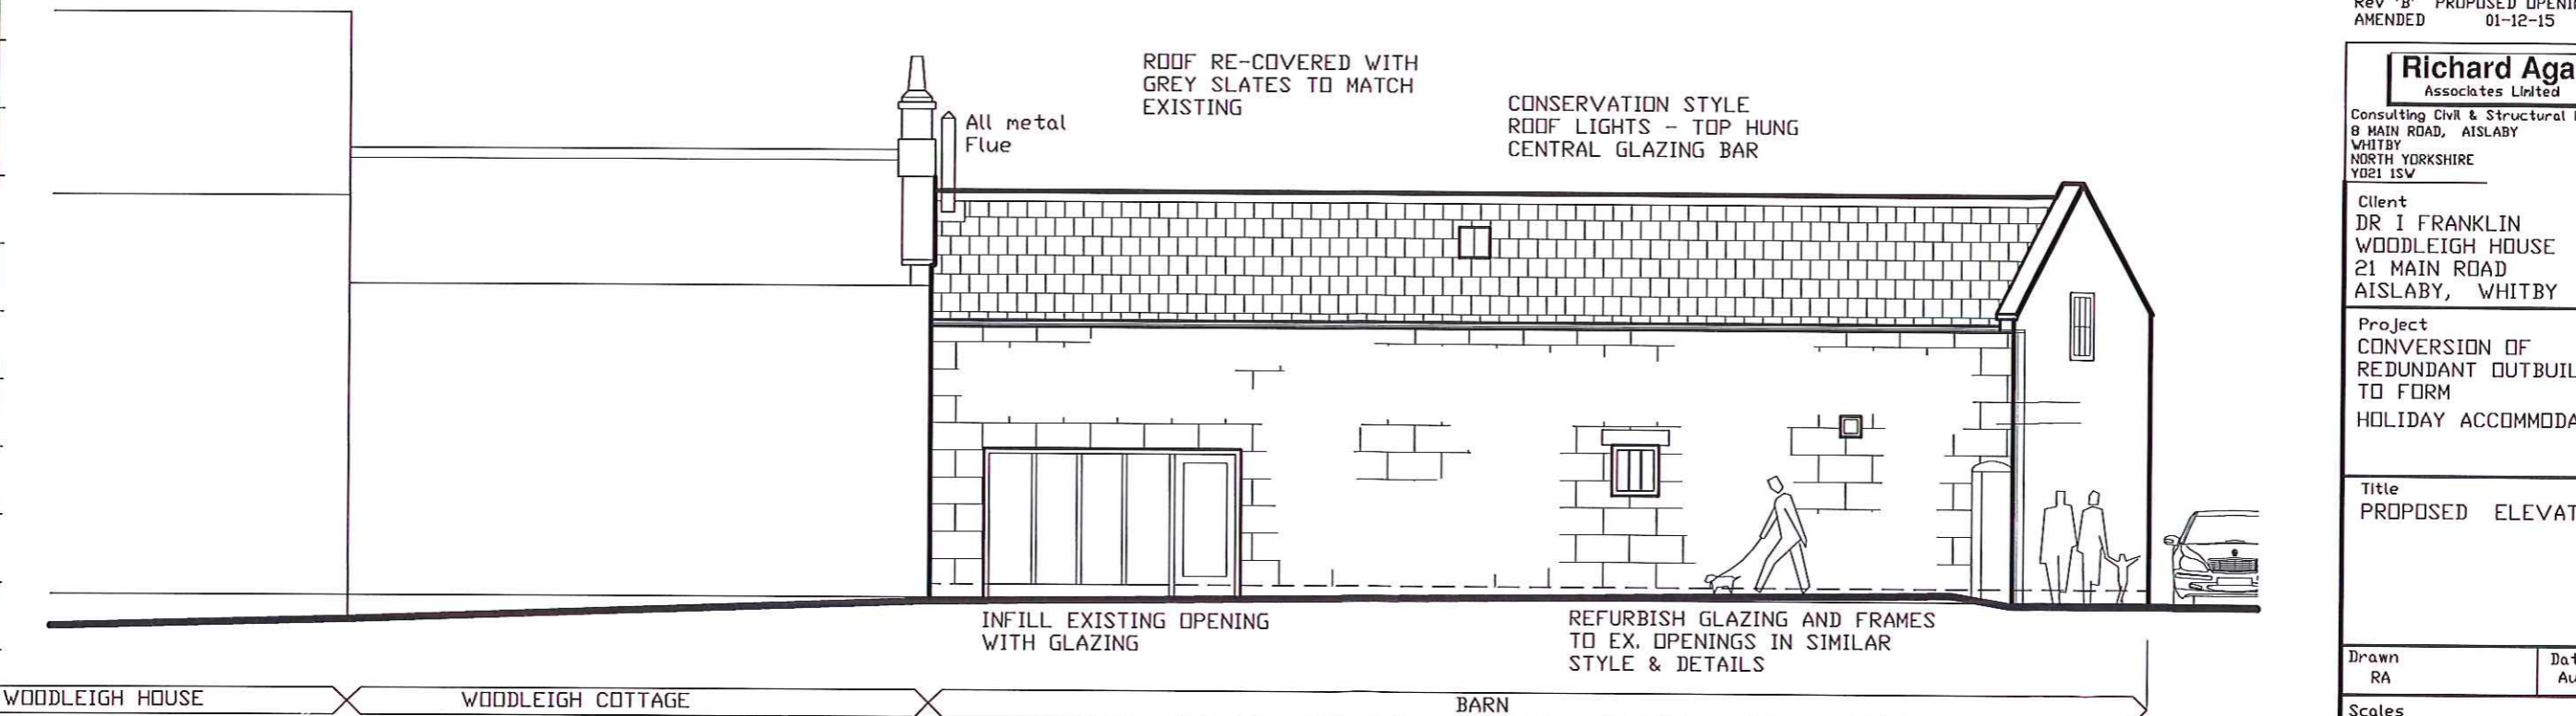 ROOF RE-COVERED WITH
GREY SLATES TO MATCH
EXISTING
CONSERVATION STYLE
ROOF LIGHTS - TOP HUNG
CENTRAL GLAZING BAR
All metal
Flue
INFILL EXISTING OPENING
WITH GLAZING
REFURBISH GLAZING AND FRAMES
TO EX. OPENINGS IN SIMILAR
STYLE & DETAILS
WOODLEIGH HOUSE
WOODLEIGH COTTAGE
BARN
Rev 'B' PROPOSED OPENI
AMENDED 01-12-15
Richard Aga
Associates Limited
Consulting Civil & Structural
8 MAIN ROAD, AISLABY
WHITBY
NORTH YORKSHIRE
YO21 1SW
Client
DR I FRANKLIN
WOODLEIGH HOUSE
21 MAIN ROAD
AISLABY, WHITBY
Project
CONVERSION OF
REDUNDANT OUTBUIL
TO FORM
HOLIDAY ACCOMMODA
Title
PROPOSED ELEVAT
Drawn
RA
Dat
Au
Scales